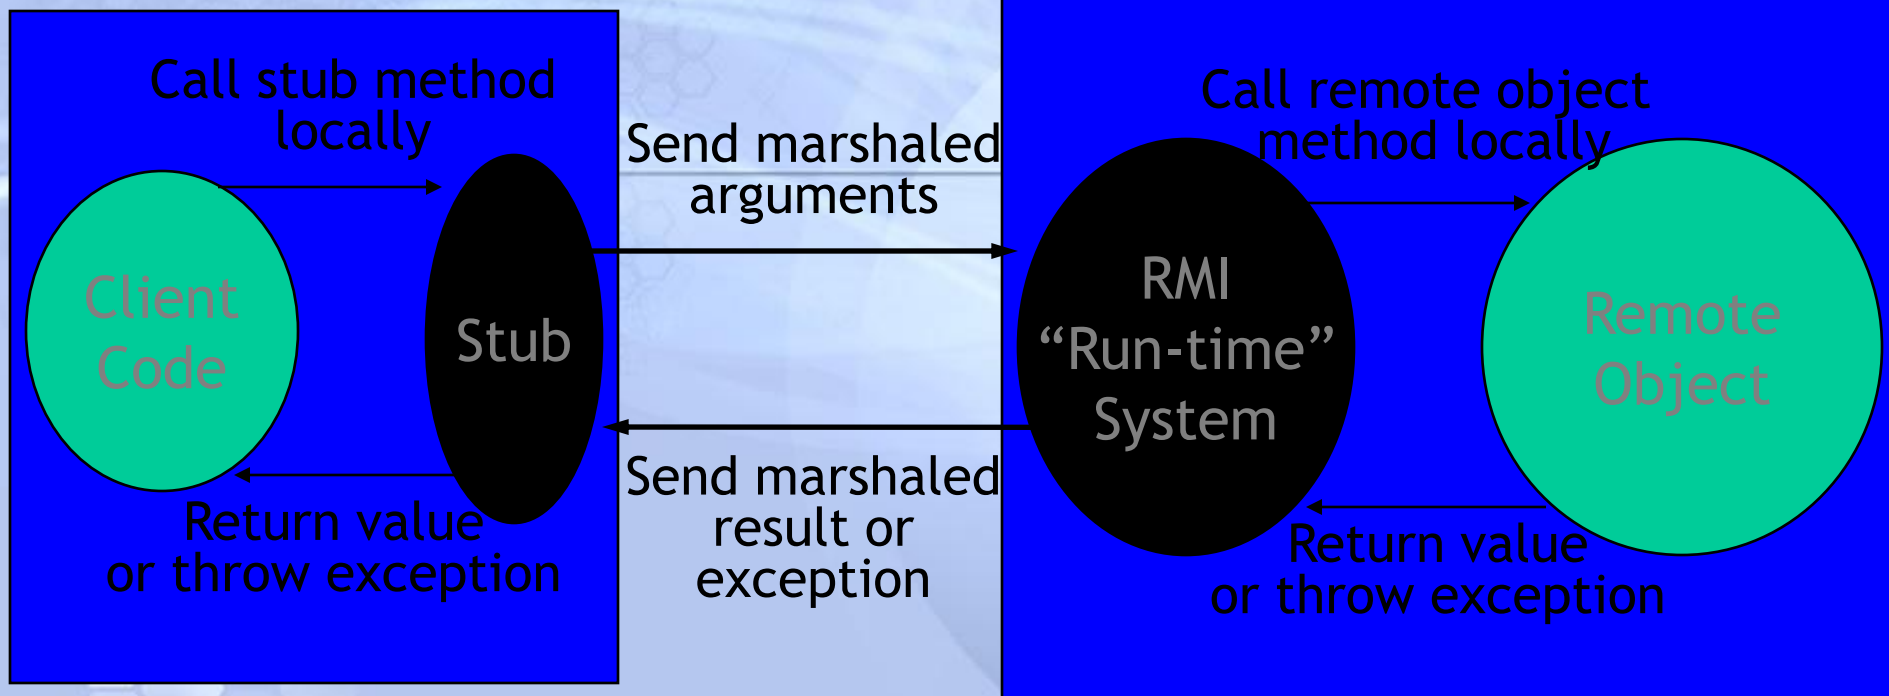 Call stub method
locally
Client
Code
Stub
Return value
or throw exception
Send marshaled
arguments
Send marshaled
result or
exception
Call remote object
method locally
RMI
“Run-time”
System
Remote
Object
Return value
or throw exception